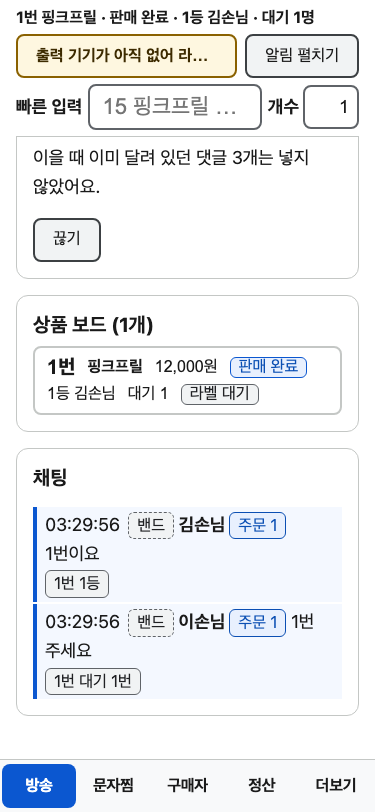 1번 핑크프릴 · 판매 완료 · 1등 김손님 · 대기 1명
출력 기기가 아직 없어 라... 알림 펼치기
빠른 입력 15 핑크프릴 ... 개수 1
이을 때 이미 달려 있던 댓글 3개는 넣지
않았어요.
끊기
상품 보드 (1개)
1번 핑크프릴 12,000원 판매 완료
1등 김손님 대기 1 라벨 대기
채팅
03:29:56 밴드 김손님 주문 1
1번이요
1번 1등
03:29:56 밴드 이손님 주문 1 1번
주세요
1번 대기 1번
방송 문자찜 구매자 정산 더보기